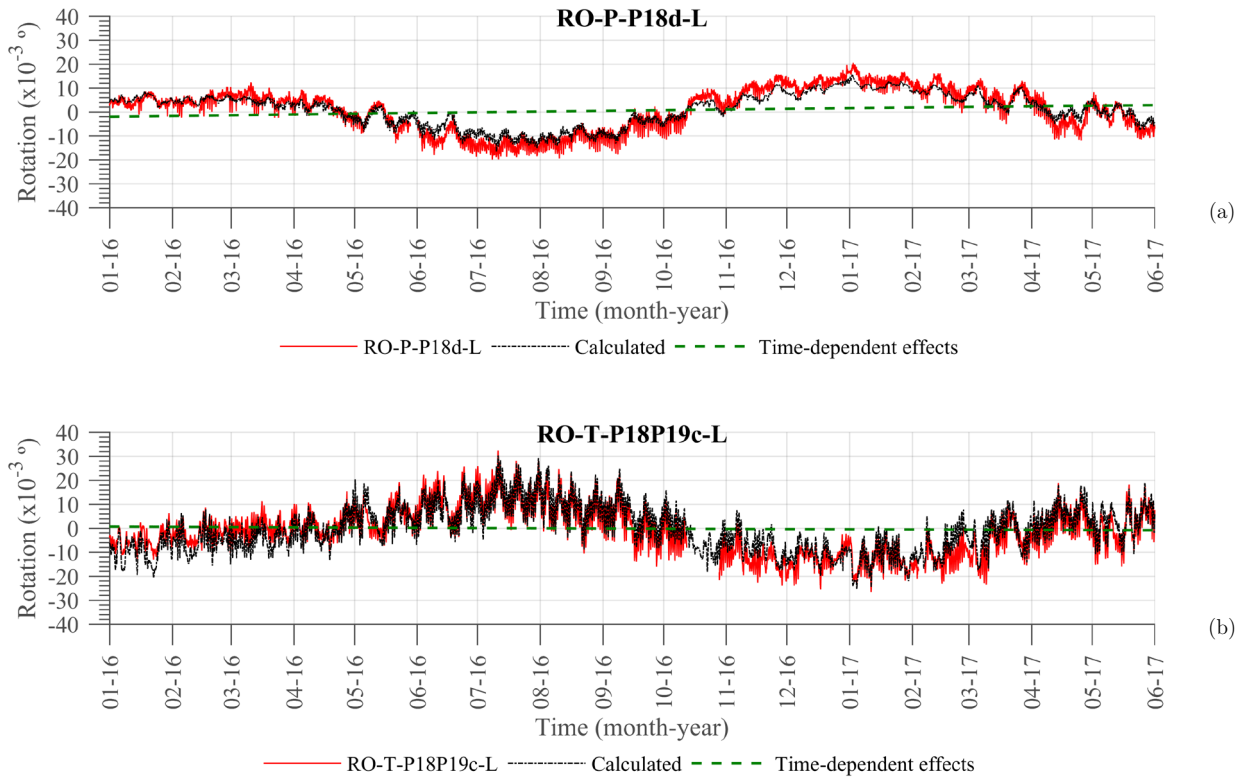 RO-P-P18d-L
40
30
20
10
0
-10
-20
-30
-40
Rotation (x10⁻³ º)
01-16 02-16 03-16 04-16 05-16 06-16 07-16 08-16 09-16 10-16 11-16 12-16 01-17 02-17 03-17 04-17 05-17 06-17
Time (month-year)
(a)
RO-P-P18d-L Calculated Time-dependent effects
RO-T-P18P19c-L
40
30
20
10
0
-10
-20
-30
-40
Rotation (x10⁻³ º)
01-16 02-16 03-16 04-16 05-16 06-16 07-16 08-16 09-16 10-16 11-16 12-16 01-17 02-17 03-17 04-17 05-17 06-17
Time (month-year)
(b)
RO-T-P18P19c-L Calculated Time-dependent effects